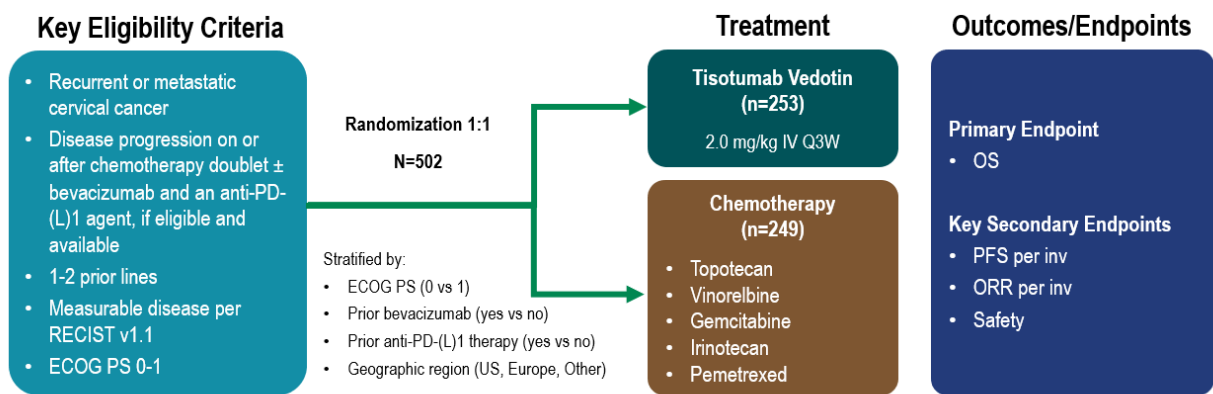 Key Eligibility Criteria
• Recurrent or metastatic
cervical cancer
• Disease progression on or
after chemotherapy doublet ±
bevacizumab and an anti-PD-
(L)1 agent, if eligible and
available
• 1-2 prior lines
• Measurable disease per
RECIST v1.1
• ECOG PS 0-1
Randomization 1:1
N=502
Stratified by:
• ECOG PS (0 vs 1)
• Prior bevacizumab (yes vs no)
• Prior anti-PD-(L)1 therapy (yes vs no)
• Geographic region (US, Europe, Other)
Treatment
Tisotumab Vedotin
(n=253)
2.0 mg/kg IV Q3W
Chemotherapy
(n=249)
• Topotecan
• Vinorelbine
• Gemcitabine
• Irinotecan
• Pemetrexed
Outcomes/Endpoints
Primary Endpoint
• OS
Key Secondary Endpoints
• PFS per inv
• ORR per inv
• Safety